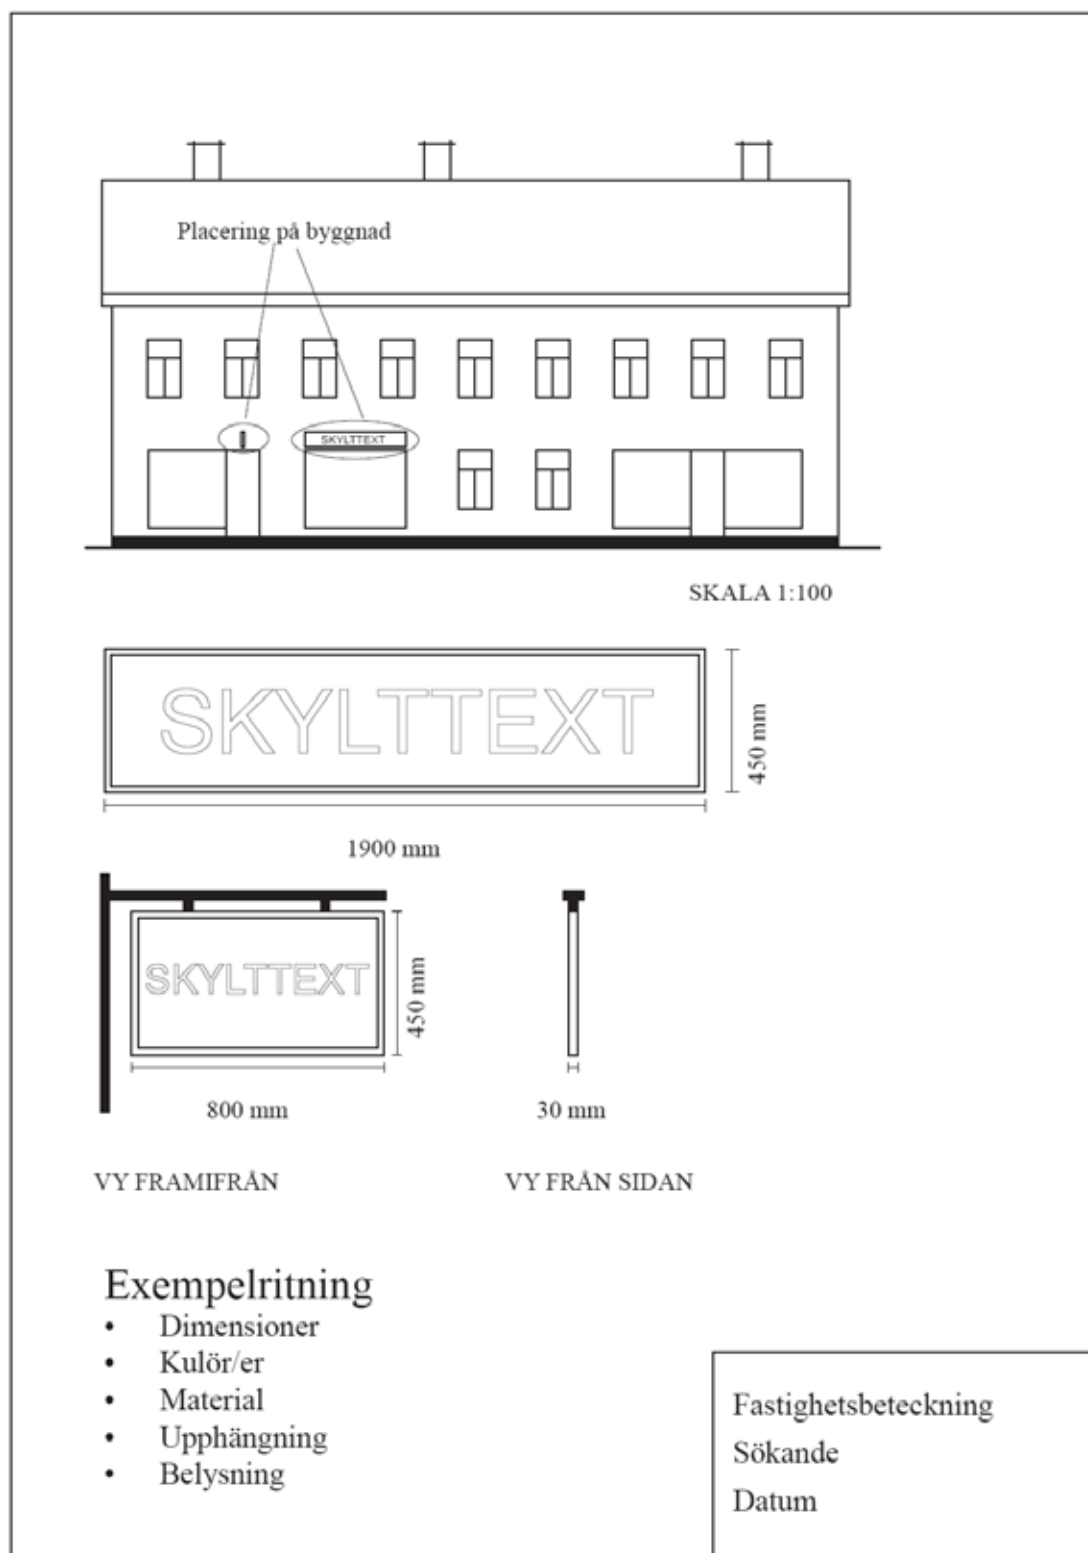 Placering på byggnad
SKYLTTEXT
SKALA 1:100
SKYLTTEXT
450 mm
1900 mm
SKYLTTEXT
450 mm
800 mm
30 mm
VY FRAMIFRÅN
VY FRÅN SIDAN
Exempelritning
• Dimensioner
• Kulör/er
• Material
• Upphängning
• Belysning
Fastighetsbeteckning
Sökande
Datum